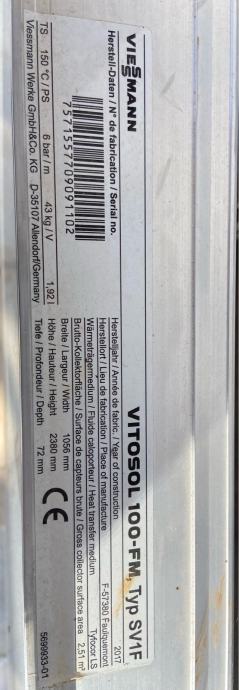 VIESMANN
VITOSOL 100-FM, Typ SV1F
Herstell-Daten / N° de fabrication / Serial no.
7571557709091102
Herstelljahr / Année de fabric. / Year of construction 2017
Herstellort / Lieu de fabrication / Place of manufacture F-57380 Faulquemont
Wärmeträgermedium / Fluide caloporteur / Heat transfer medium Tyfocor LS
Brutto-Kollektorfläche / Surface de capteurs brute / Gross collector surface area 2,51 m²
Breite / Largeur / Width 1056 mm
Höhe / Hauteur / Height 2380 mm
Tiefe / Profondeur / Depth 72 mm
TS 150 °C / PS 6 bar / m 43 kg / V 1,92 l
Viessmann Werke GmbH&Co. KG D-35107 Allendorf/Germany
CE
5699933-01